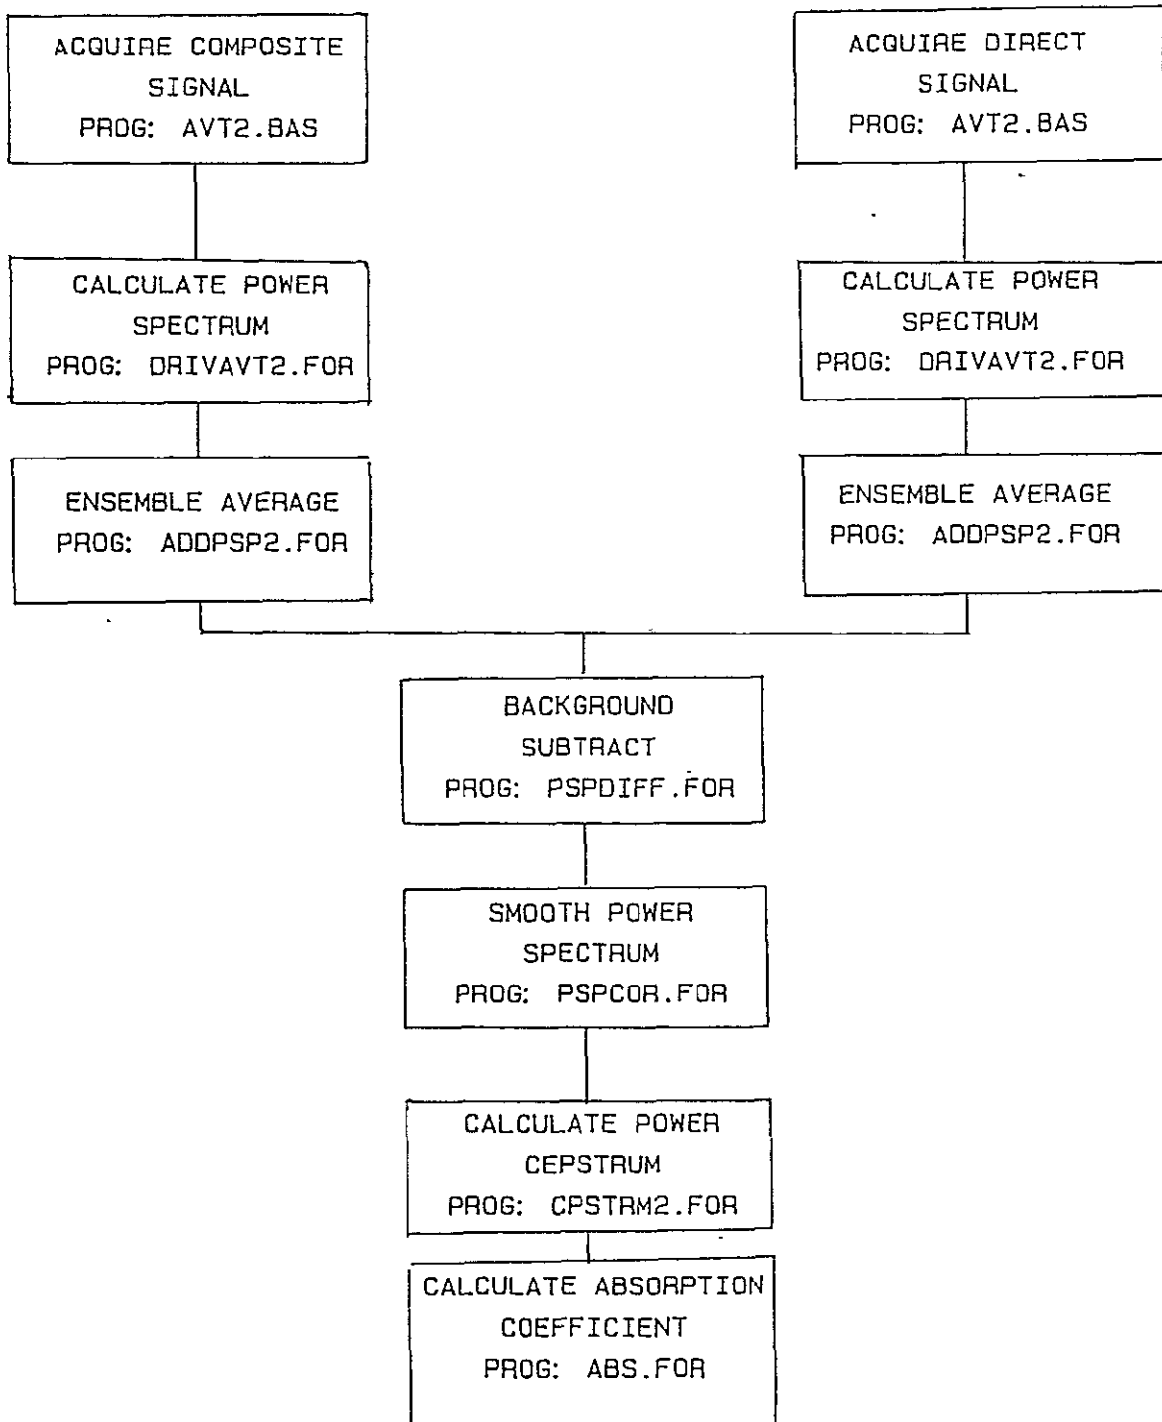 ACQUIRE COMPOSITE
SIGNAL
PROG: AVT2.BAS
ACQUIRE DIRECT
SIGNAL
PROG: AVT2.BAS
CALCULATE POWER
SPECTRUM
PROG: DRIVAVT2.FOR
CALCULATE POWER
SPECTRUM
PROG: DRIVAVT2.FOR
ENSEMBLE AVERAGE
PROG: ADDPSP2.FOR
ENSEMBLE AVERAGE
PROG: ADDPSP2.FOR
BACKGROUND
SUBTRACT
PROG: PSPDIFF.FOR
SMOOTH POWER
SPECTRUM
PROG: PSPCOR.FOR
CALCULATE POWER
CEPSTRUM
PROG: CPSTRM2.FOR
CALCULATE ABSORPTION
COEFFICIENT
PROG: ABS.FOR